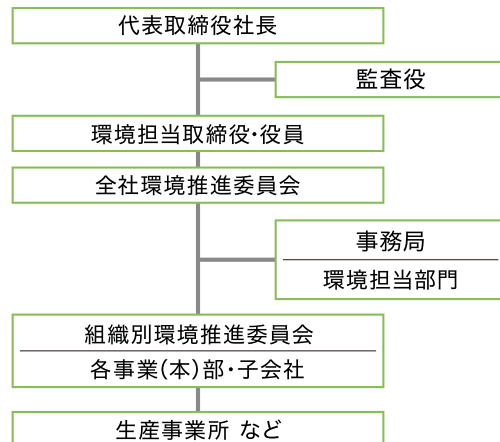 代表取締役社長
監査役
環境担当取締役・役員
全社環境推進委員会
事務局
環境担当部門
組織別環境推進委員会
各事業(本)部・子会社
生産事業所 など